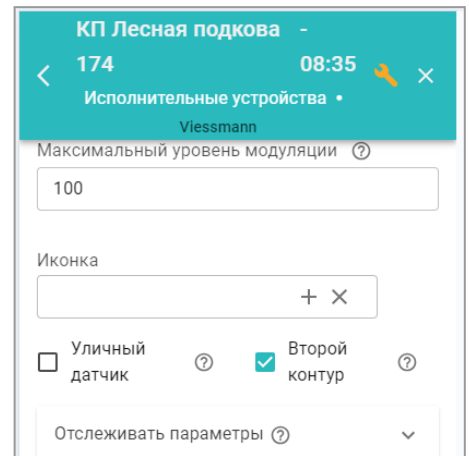 КП Лесная подкова -
174 08:35
Исполнительные устройства •
Viessmann
Максимальный уровень модуляции
100
Иконка
Уличный Второй
датчик контур
Отслеживать параметры